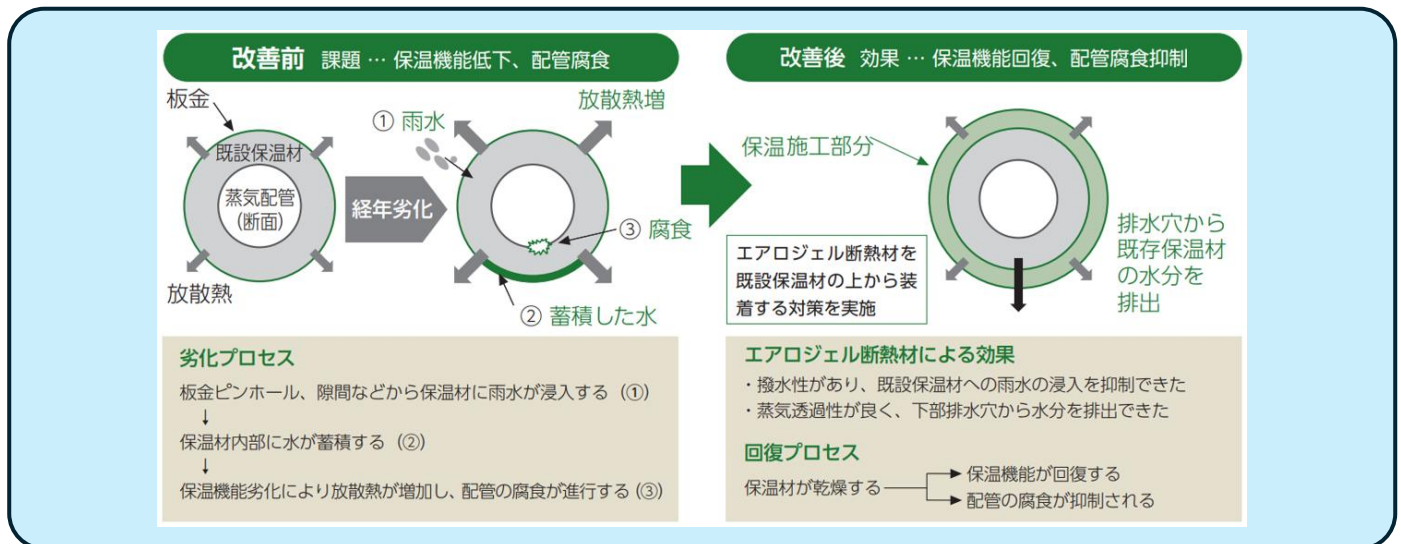 改善前 課題 … 保温機能低下、配管腐食
板金
既設保温材
蒸気配管
(断面)
放散熱
経年劣化
① 雨水
放散熱増
③ 腐食
② 蓄積した水
劣化プロセス
板金ピンホール、隙間などから保温材に雨水が浸入する (①)
↓
保温材内部に水が蓄積する (②)
↓
保温機能劣化により放散熱が増加し、配管の腐食が進行する (③)
改善後 効果 … 保温機能回復、配管腐食抑制
保温施工部分
エアロジェル断熱材を
既設保温材の上から装
着する対策を実施
排水穴から
既存保温材
の水分を
排出
エアロジェル断熱材による効果
・撥水性があり、既設保温材への雨水の浸入を抑制できた
・蒸気透過性が良く、下部排水穴から水分を排出できた
回復プロセス
保温材が乾燥する
保温機能が回復する
配管の腐食が抑制される